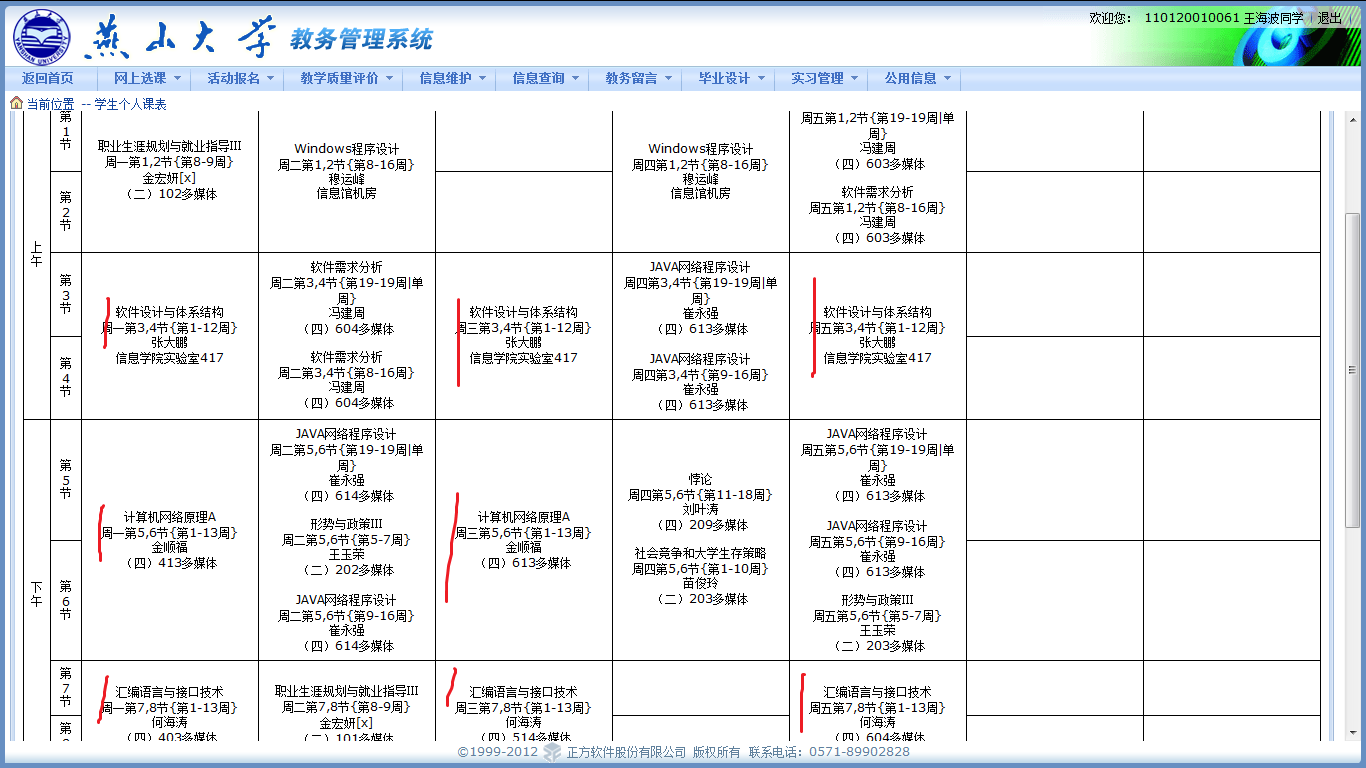 欢迎您： 110120010061 王海波同学 退出
燕山大学 教务管理系统
YANSHAN UNIVERSITY
返回首页 网上选课 活动报名 教学质量评价 信息维护 信息查询 教务留言 毕业设计 实习管理 公用信息
当前位置 -- 学生个人课表
上午
第1节
职业生涯规划与就业指导III
周一第1,2节{第8-9周}
金宏妍[x]
（二）102多媒体
Windows程序设计
周二第1,2节{第8-16周}
穆运峰
信息馆机房
Windows程序设计
周四第1,2节{第8-16周}
穆运峰
信息馆机房
周五第1,2节{第19-19周|单
周}
冯建周
（四）603多媒体
软件需求分析
周五第1,2节{第8-16周}
冯建周
（四）603多媒体
第2节
第3节
软件设计与体系结构
周一第3,4节{第1-12周}
张大鹏
信息学院实验室417
软件需求分析
周二第3,4节{第19-19周|单
周}
冯建周
（四）604多媒体
软件需求分析
周二第3,4节{第8-16周}
冯建周
（四）604多媒体
软件设计与体系结构
周三第3,4节{第1-12周}
张大鹏
信息学院实验室417
JAVA网络程序设计
周四第3,4节{第19-19周|单
周}
崔永强
（四）613多媒体
JAVA网络程序设计
周四第3,4节{第9-16周}
崔永强
（四）613多媒体
软件设计与体系结构
周五第3,4节{第1-12周}
张大鹏
信息学院实验室417
第4节
下午
第5节
计算机网络原理A
周一第5,6节{第1-13周}
金顺福
（四）413多媒体
JAVA网络程序设计
周二第5,6节{第19-19周|单
周}
崔永强
（四）614多媒体
形势与政策III
周二第5,6节{第5-7周}
王玉荣
（二）202多媒体
JAVA网络程序设计
周二第5,6节{第9-16周}
崔永强
（四）614多媒体
计算机网络原理A
周三第5,6节{第1-13周}
金顺福
（四）613多媒体
悖论
周四第5,6节{第11-18周}
刘叶涛
（四）209多媒体
社会竞争和大学生存策略
周四第5,6节{第1-10周}
苗俊玲
（二）203多媒体
JAVA网络程序设计
周五第5,6节{第19-19周|单
周}
崔永强
（四）613多媒体
JAVA网络程序设计
周五第5,6节{第9-16周}
崔永强
（四）613多媒体
形势与政策III
周五第5,6节{第5-7周}
王玉荣
（二）203多媒体
第6节
第7节
汇编语言与接口技术
周一第7,8节{第1-13周}
何海涛
（四）403多媒体
职业生涯规划与就业指导III
周二第7,8节{第8-9周}
金宏妍[x]
（二）101多媒体
汇编语言与接口技术
周三第7,8节{第1-13周}
何海涛
（四）514多媒体
汇编语言与接口技术
周五第7,8节{第1-13周}
何海涛
（四）604多媒体
第
©1999-2012 正方软件股份有限公司 版权所有 联系电话：0571-89902828